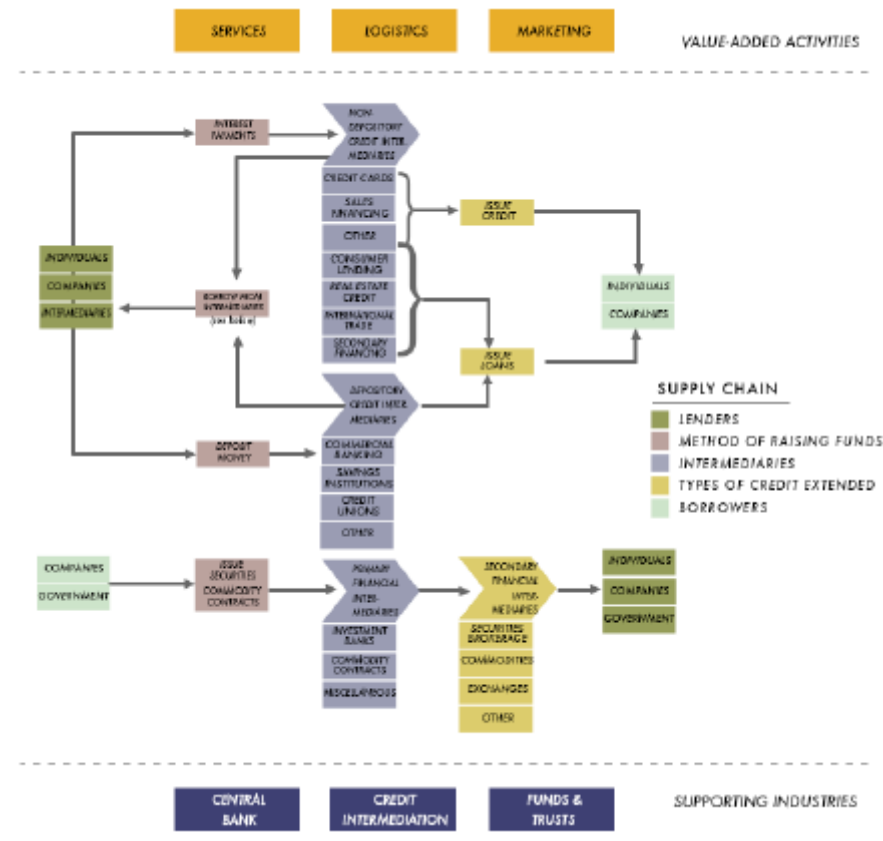 SERVICES
LOGISTICS
MARKETING
VALUE-ADDED ACTIVITIES
INTEREST
PAYMENTS
NON-
DEPOSITORY
CREDIT INTER-
MEDIARIES
CREDIT CARDS
SALES
FINANCING
OTHER
CONSUMER
LENDING
REAL ESTATE
CREDIT
INTERNATIONAL
TRADE
SECONDARY
FINANCING
ISSUE
CREDIT
INDIVIDUALS
COMPANIES
INTERMEDIARIES
BORROW FROM
INTERMEDIARIES
INDIVIDUALS
COMPANIES
ISSUE
LOANS
DEPOSITORY
CREDIT INTER-
MEDIARIES
DEPOSIT
MONEY
COMMERCIAL
BANKING
SAVINGS
INSTITUTIONS
CREDIT
UNIONS
OTHER
SUPPLY CHAIN
LENDERS
METHOD OF RAISING FUNDS
INTERMEDIARIES
TYPES OF CREDIT EXTENDED
BORROWERS
COMPANIES
GOVERNMENT
ISSUE
SECURITIES
COMMODITY
CONTRACTS
PRIMARY
FINANCIAL
INTER-
MEDIARIES
INVESTMENT
BANKS
COMMODITY
CONTRACTS
MISCELLANEOUS
SECONDARY
FINANCIAL
INTER-
MEDIARIES
SECURITIES
BROKERAGE
COMMODITIES
EXCHANGES
OTHER
INDIVIDUALS
COMPANIES
GOVERNMENT
CENTRAL
BANK
CREDIT
INTERMEDIATION
FUNDS &
TRUSTS
SUPPORTING INDUSTRIES